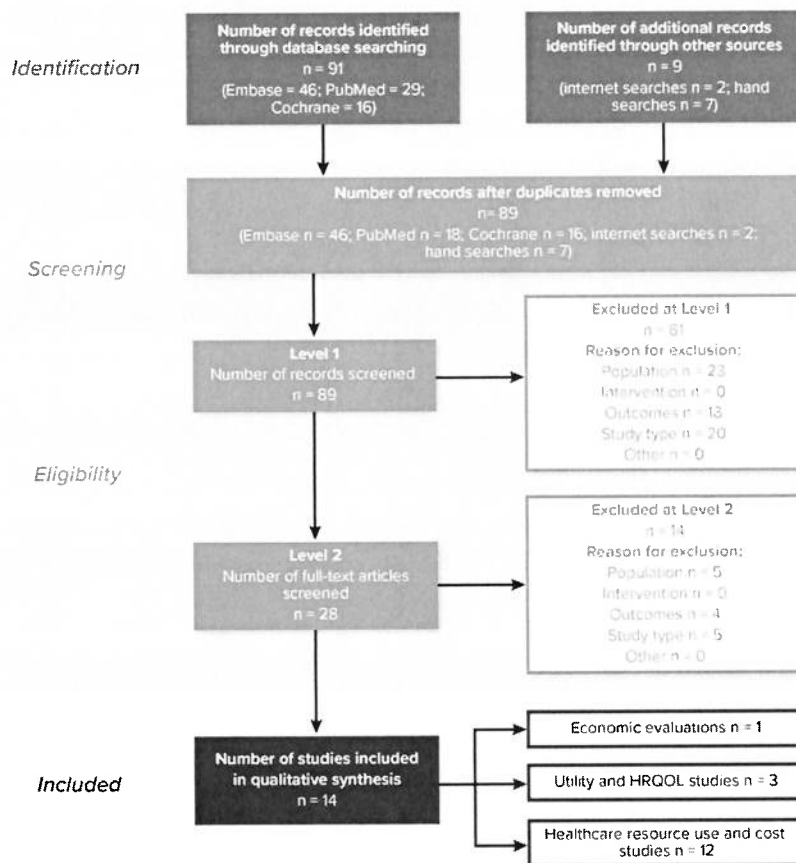 Identification
Number of records identified
through database searching
n = 91
(Embase = 46; PubMed = 29;
Cochrane = 16)
Number of additional records
identified through other sources
n = 9
(internet searches n = 2; hand
searches n = 7)
Number of records after duplicates removed
n= 89
(Embase n = 46; PubMed n = 18; Cochrane n = 16; internet searches n = 2;
hand searches n = 7)
Screening
Level 1
Number of records screened
n = 89
Excluded at Level 1
n = 61
Reason for exclusion:
Population n = 23
Intervention n = 0
Outcomes n = 18
Study type n = 20
Other n = 0
Eligibility
Level 2
Number of full-text articles
screened
n = 28
Excluded at Level 2
n = 14
Reason for exclusion:
Population n = 5
Intervention n = 0
Outcomes n = 4
Study type n = 5
Other n = 0
Included
Number of studies included
in qualitative synthesis
n = 14
Economic evaluations n = 1
Utility and HRQOL studies n = 3
Healthcare resource use and cost
studies n = 12